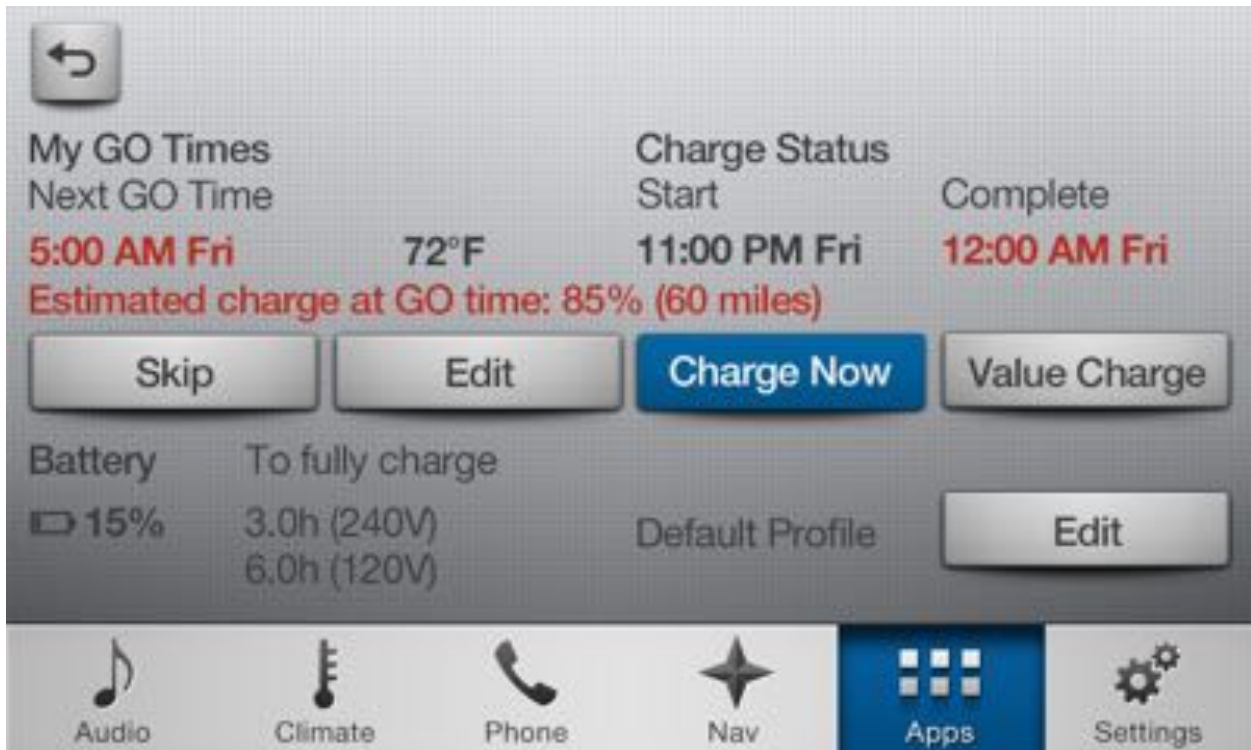 My GO Times
Charge Status
Next GO Time
Start
Complete
5:00 AM Fri
72°F
11:00 PM Fri
12:00 AM Fri
Estimated charge at GO time: 85% (60 miles)
Skip
Edit
Charge Now
Value Charge
Battery
To fully charge
15%
3.0h (240V)
6.0h (120V)
Default Profile
Edit
Audio
Climate
Phone
Nav
Apps
Settings